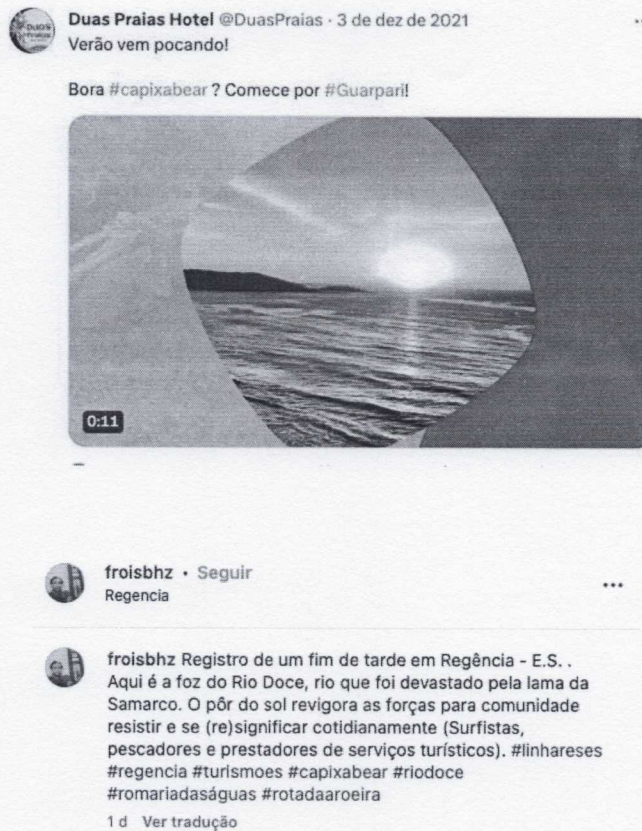 Duas Praias Hotel @DuasPraias · 3 de dez de 2021
Verão vem pocando!
Bora #capixabear ? Comece por #Guarpari!
0:11
froisbhz • Seguir
Regencia
froisbhz Registro de um fim de tarde em Regência - E.S. .
Aqui é a foz do Rio Doce, rio que foi devastado pela lama da
Samarco. O pôr do sol revigora as forças para comunidade
resistir e se (re)significar cotidianamente (Surfistas,
pescadores e prestadores de serviços turísticos). #linhareses
#regencia #turismoes #capixabear #riodoce
#romariadaságuas #rotadaaroeira
1 d Ver tradução